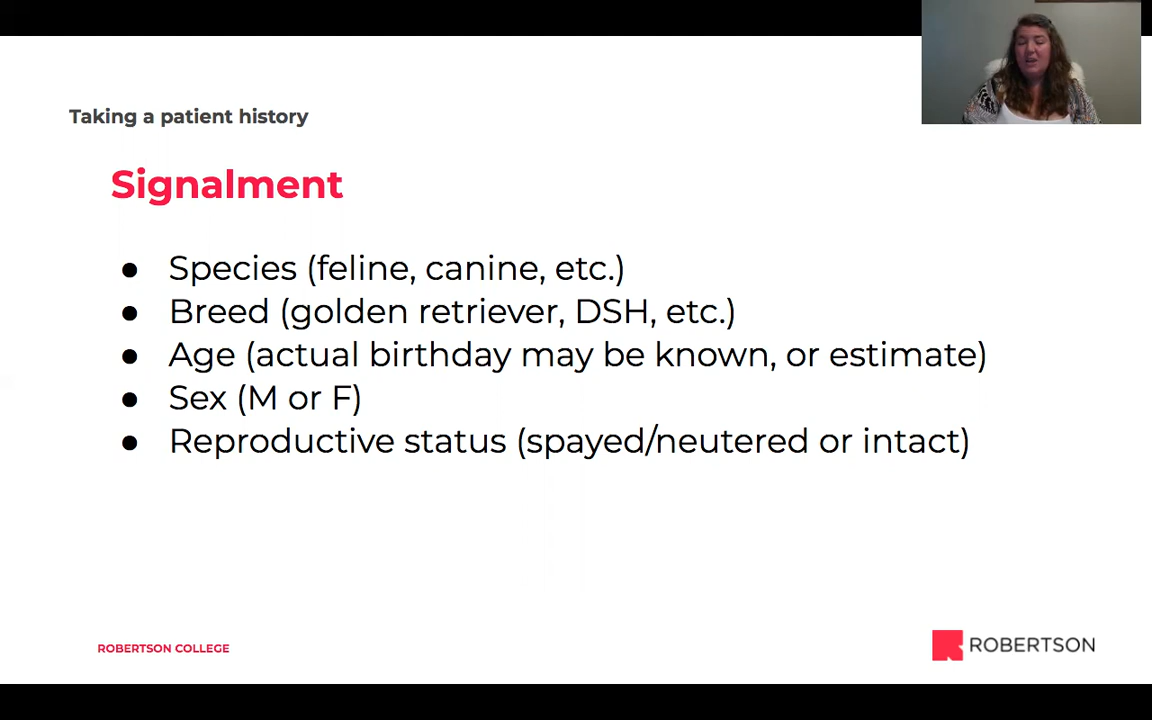 Taking a patient history
Signalment
● Species (feline, canine, etc.)
● Breed (golden retriever, DSH, etc.)
● Age (actual birthday may be known, or estimate)
● Sex (M or F)
● Reproductive status (spayed/neutered or intact)
ROBERTSON COLLEGE
ROBERTSON